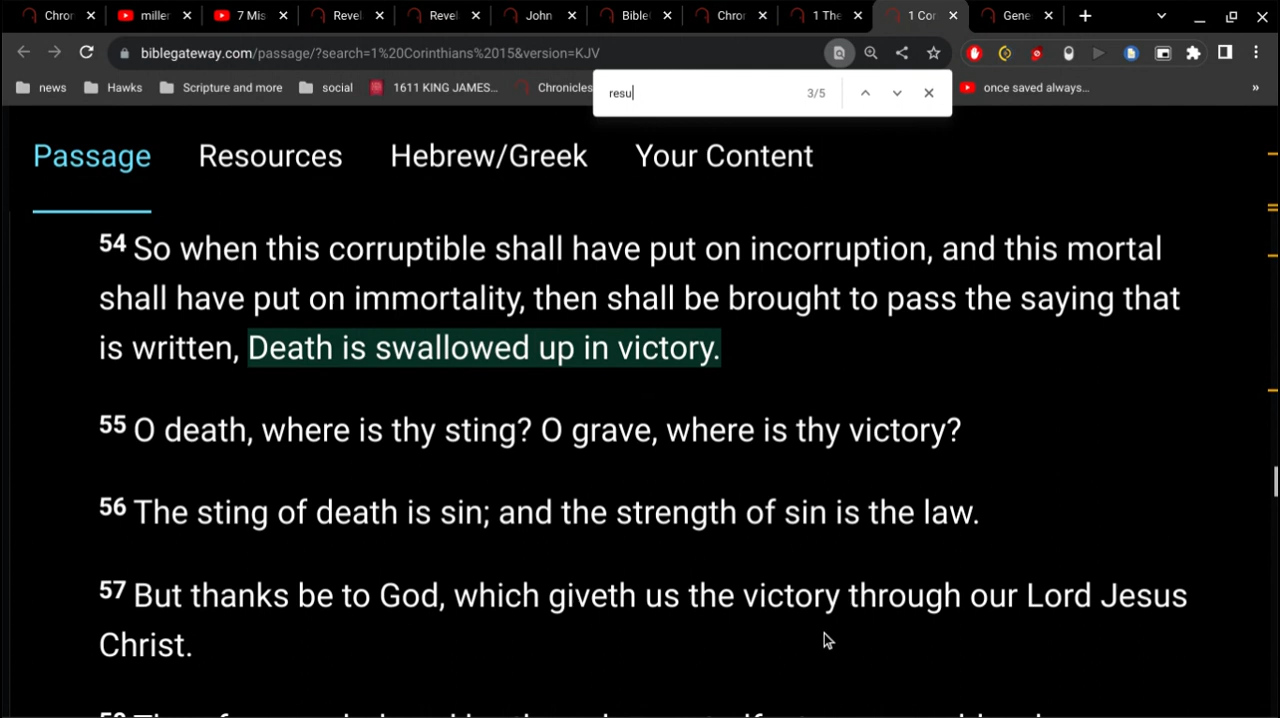 Chron
miller
7 Mis
Revel
Revel
John
Bible
Chron
1 The
1 Cor
Gene
biblegateway.com/passage/?search=1%20Corinthians%2015&version=KJV
news
Hawks
Scripture and more
social
1611 KING JAMES...
Chronicles
once saved always...
»
resu
3/5
Passage
Resources
Hebrew/Greek
Your Content
54 So when this corruptible shall have put on incorruption, and this mortal
shall have put on immortality, then shall be brought to pass the saying that
is written, Death is swallowed up in victory.
55 O death, where is thy sting? O grave, where is thy victory?
56 The sting of death is sin; and the strength of sin is the law.
57 But thanks be to God, which giveth us the victory through our Lord Jesus
Christ.